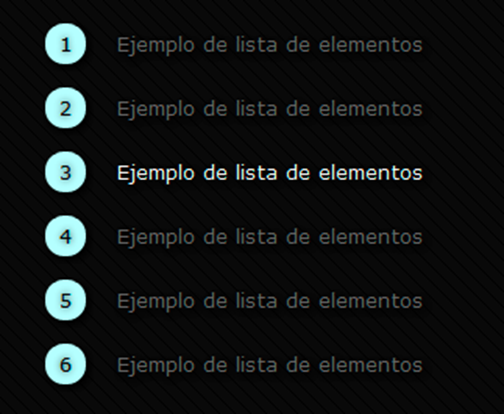 1 Ejemplo de lista de elementos
2 Ejemplo de lista de elementos
3 Ejemplo de lista de elementos
4 Ejemplo de lista de elementos
5 Ejemplo de lista de elementos
6 Ejemplo de lista de elementos